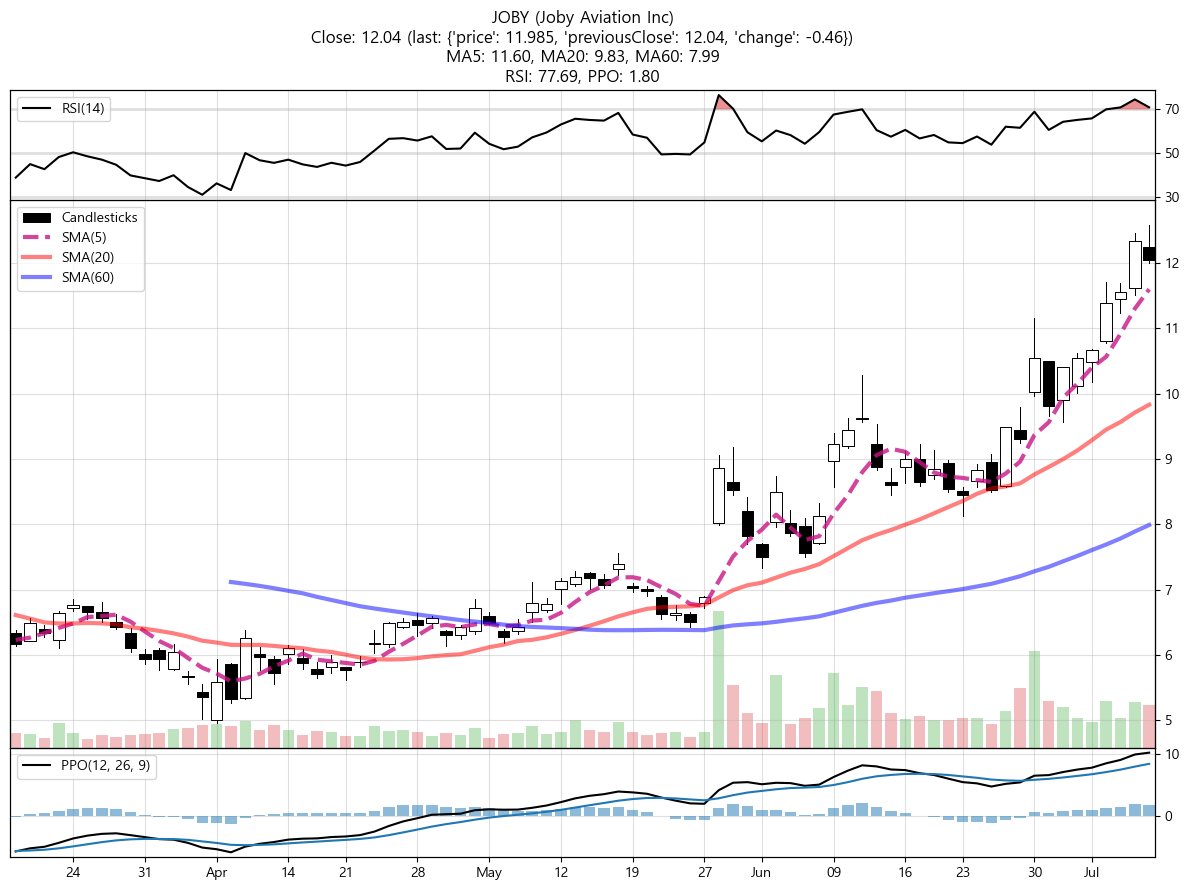 JOBY (Joby Aviation Inc)
Close: 12.04 (last: {'price': 11.985, 'previousClose': 12.04, 'change': -0.46})
MA5: 11.60, MA20: 9.83, MA60: 7.99
RSI: 77.69, PPO: 1.80
RSI(14)
70
50
30
Candlesticks
SMA(5)
SMA(20)
SMA(60)
12
11
10
9
8
7
6
5
PPO(12, 26, 9)
10
0
24 31 Apr 14 21 28 May 12 19 27 Jun 09 16 23 30 Jul